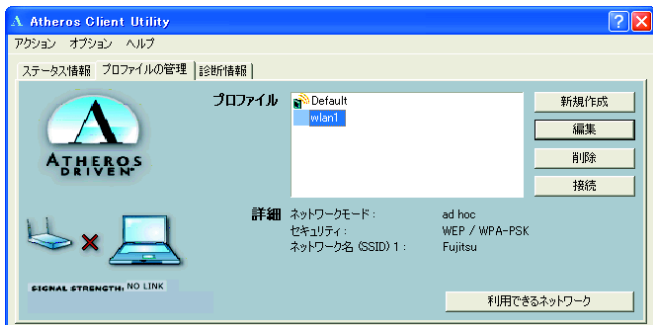 Atheros Client Utility
アクション オプション ヘルプ
ステータス情報 プロファイルの管理 診断情報
プロファイル
Default
wlan1
新規作成
編集
削除
接続
ATHEROS
DRIVEN
詳細
ネットワークモード： ad hoc
セキュリティ： WEP / WPA-PSK
ネットワーク名 (SSID) 1： Fujitsu
SIGNAL STRENGTH: NO LINK
利用できるネットワーク